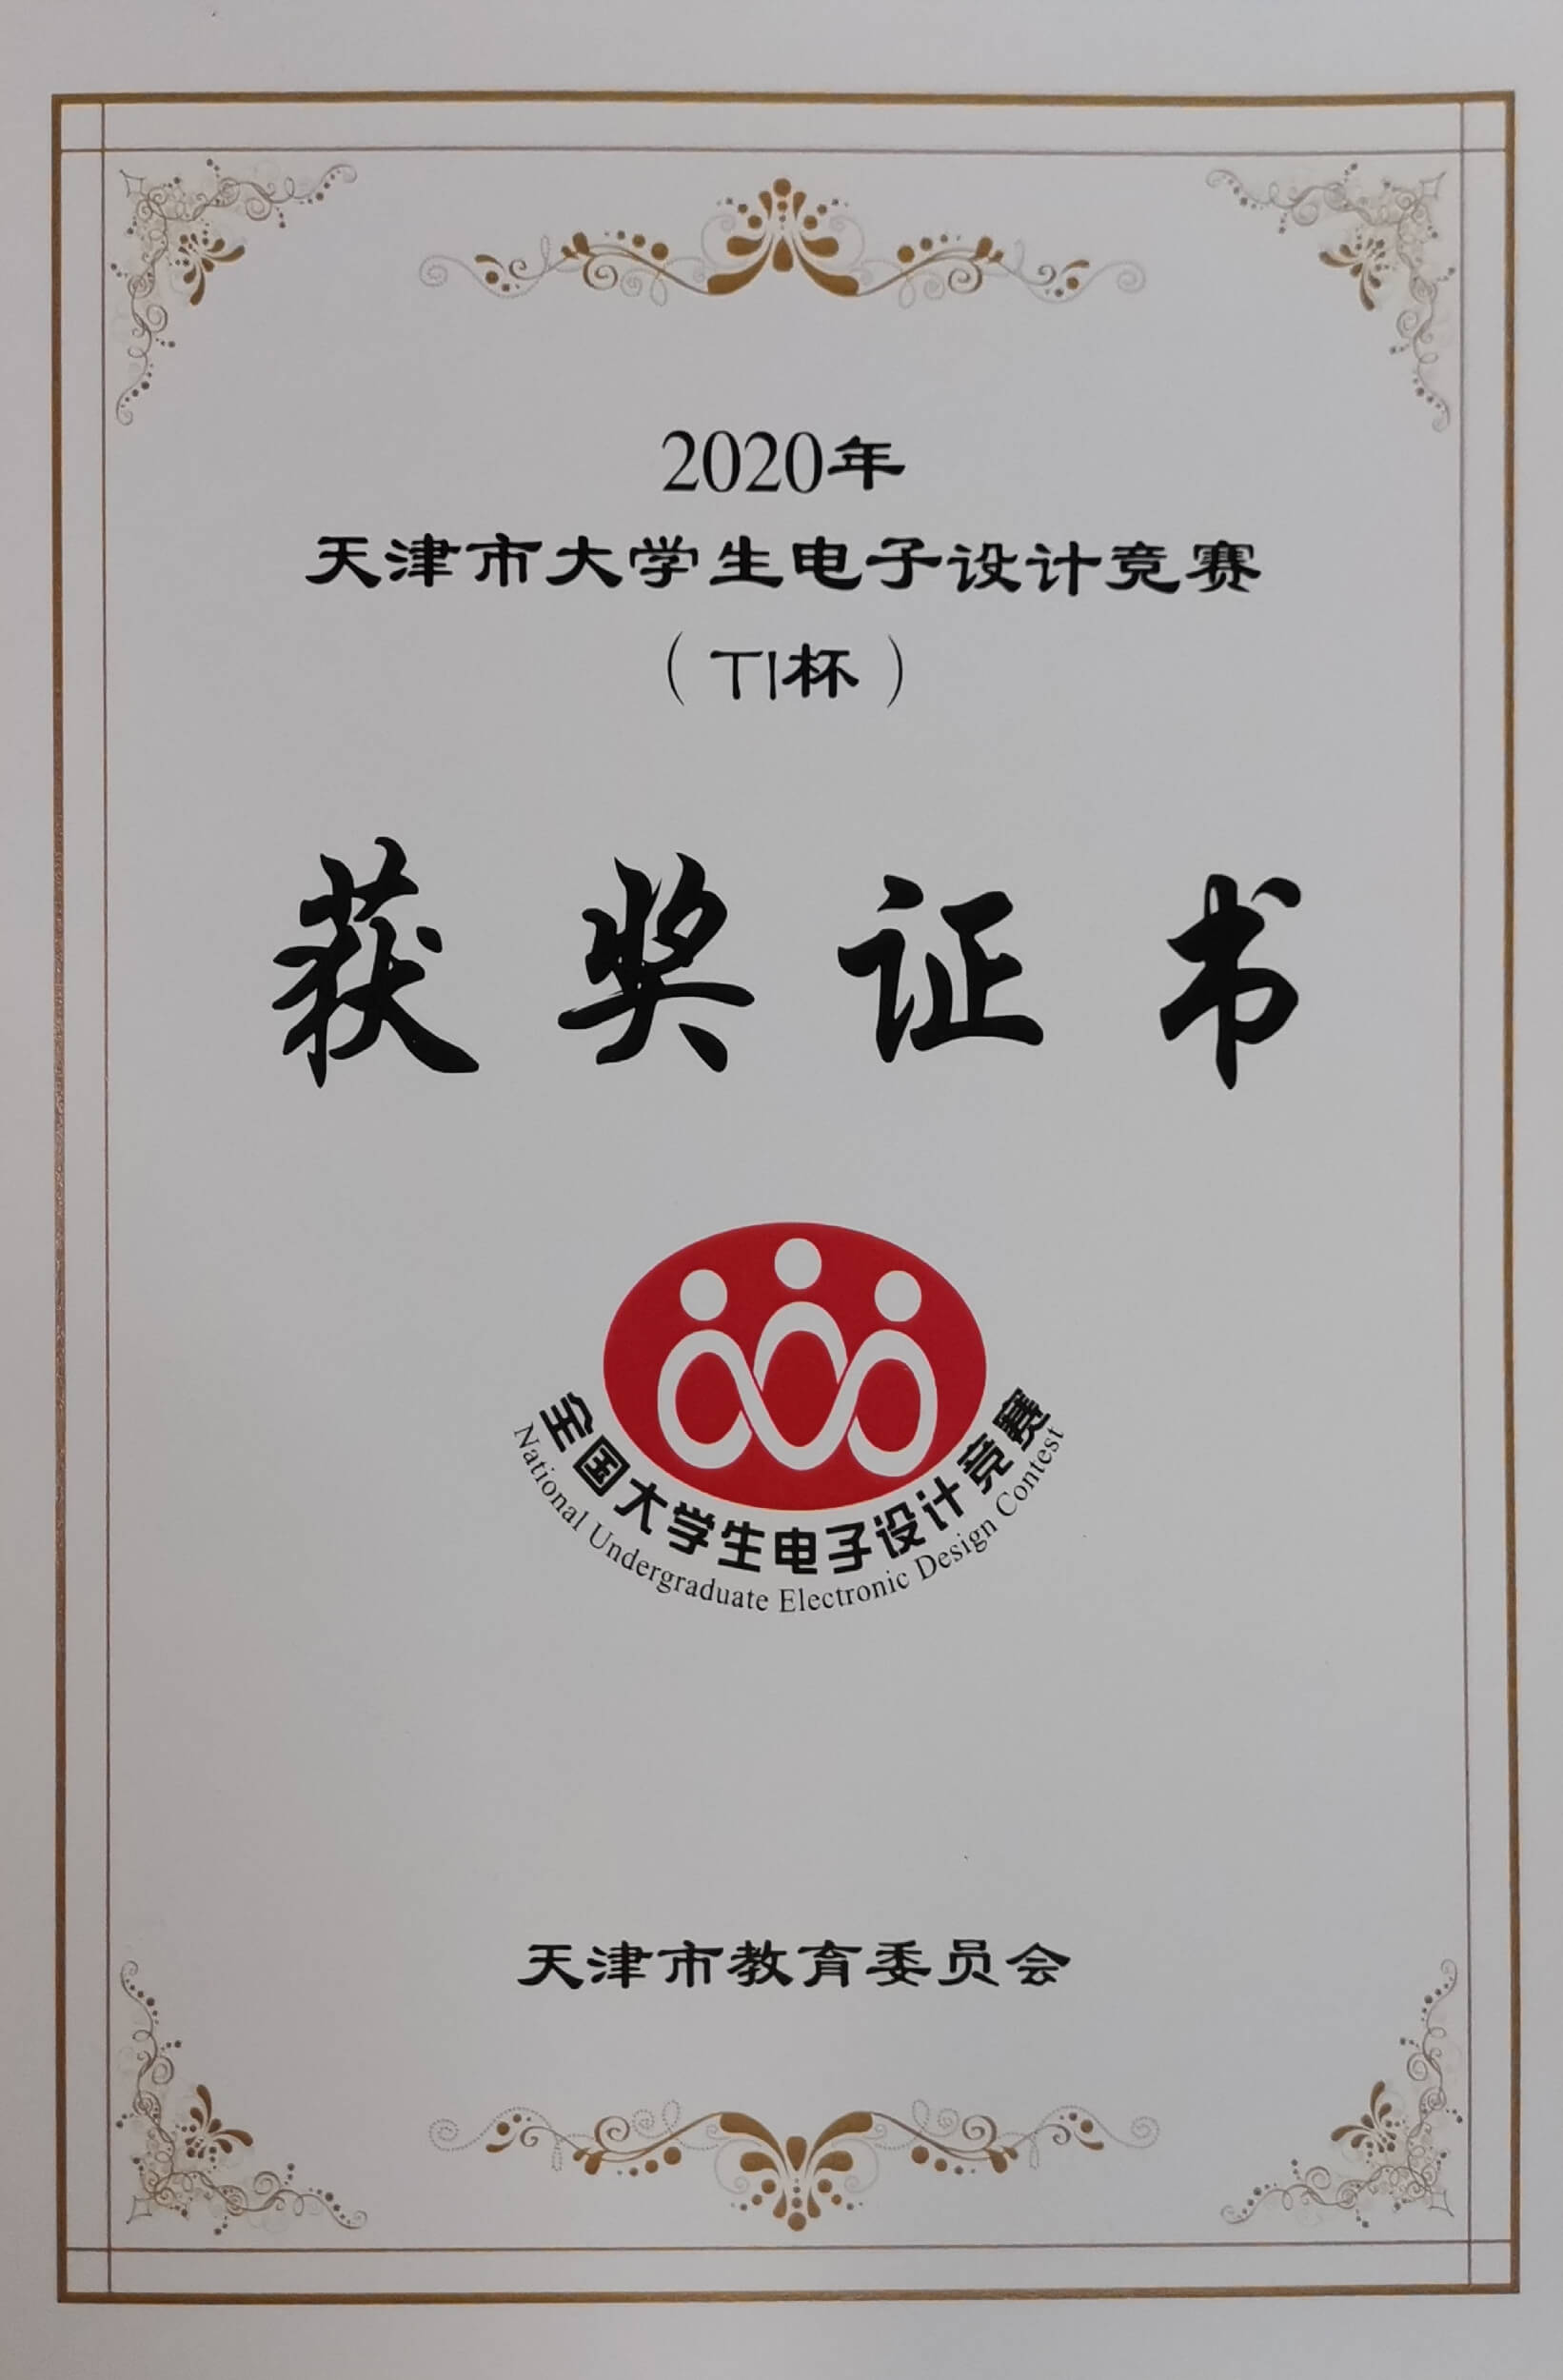 2020年
天津市大学生电子设计竞赛
（TI杯）
获奖证书
全国大学生电子设计竞赛
National Undergraduate Electronic Design Contest
天津市教育委员会